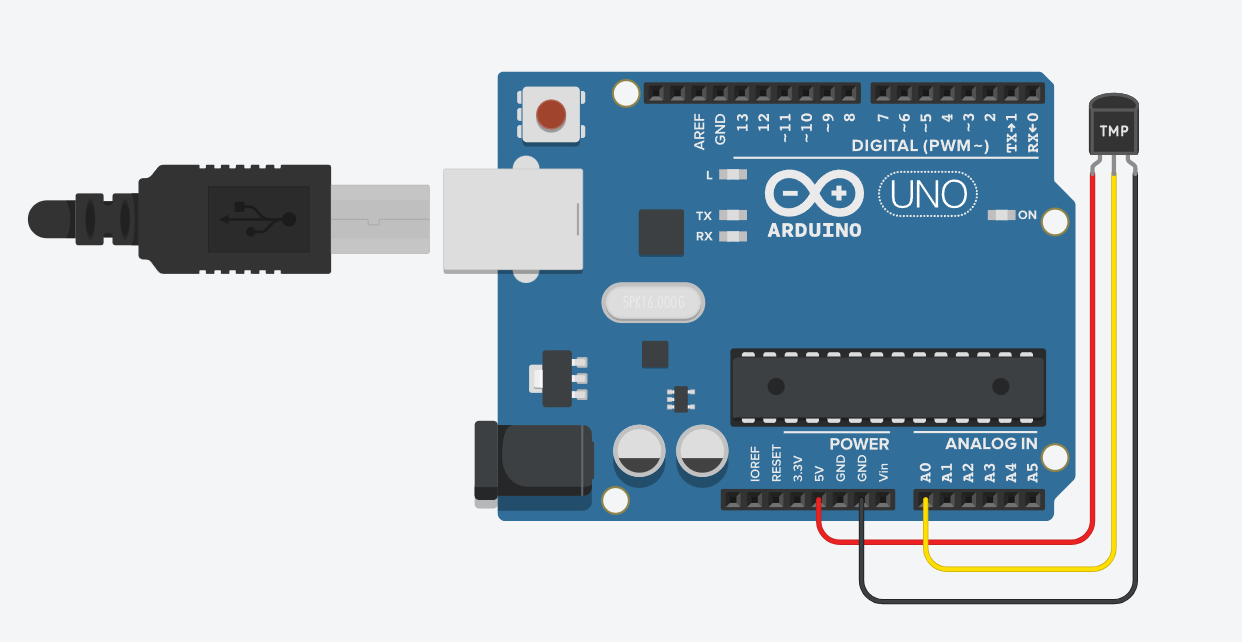 AREF
GND
13
12
~11
~10
~9
8
7
~6
~5
4
~3
2
TX→1
RX←0
DIGITAL (PWM~)
TMP
L
TX
RX
ARDUINO
UNO
ON
SPK16.000G
POWER
ANALOG IN
IOREF
RESET
3.3V
5V
GND
GND
Vin
A0
A1
A2
A3
A4
A5